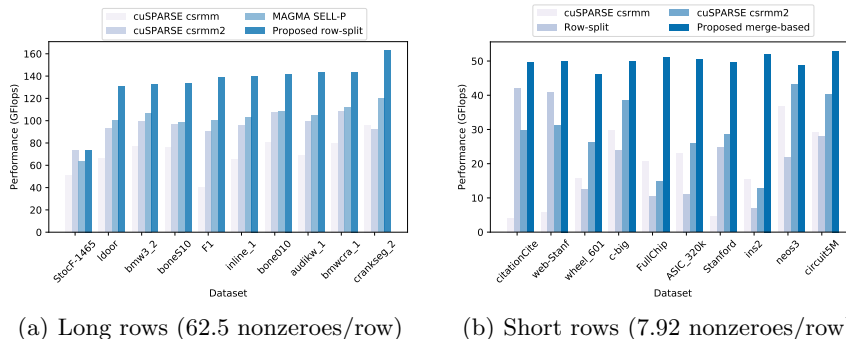 cuSPARSE csrmm
MAGMA SELL-P
cuSPARSE csrmm2
Proposed row-split
Performance (GFlops)
160
140
120
100
80
60
40
20
0
StocF-1465
ldoor
bmw3_2
boneS10
F1
inline_1
bone010
audikw_1
bmwcra_1
crankseg_2
Dataset
(a) Long rows (62.5 nonzeroes/row)
cuSPARSE csrmm
cuSPARSE csrmm2
Row-split
Proposed merge-based
Performance (GFlops)
50
40
30
20
10
0
citationCite
web-Stanf
wheel_601
c-big
FullChip
ASIC_320k
Stanford
ins2
neos3
circuit5M
Dataset
(b) Short rows (7.92 nonzeroes/row